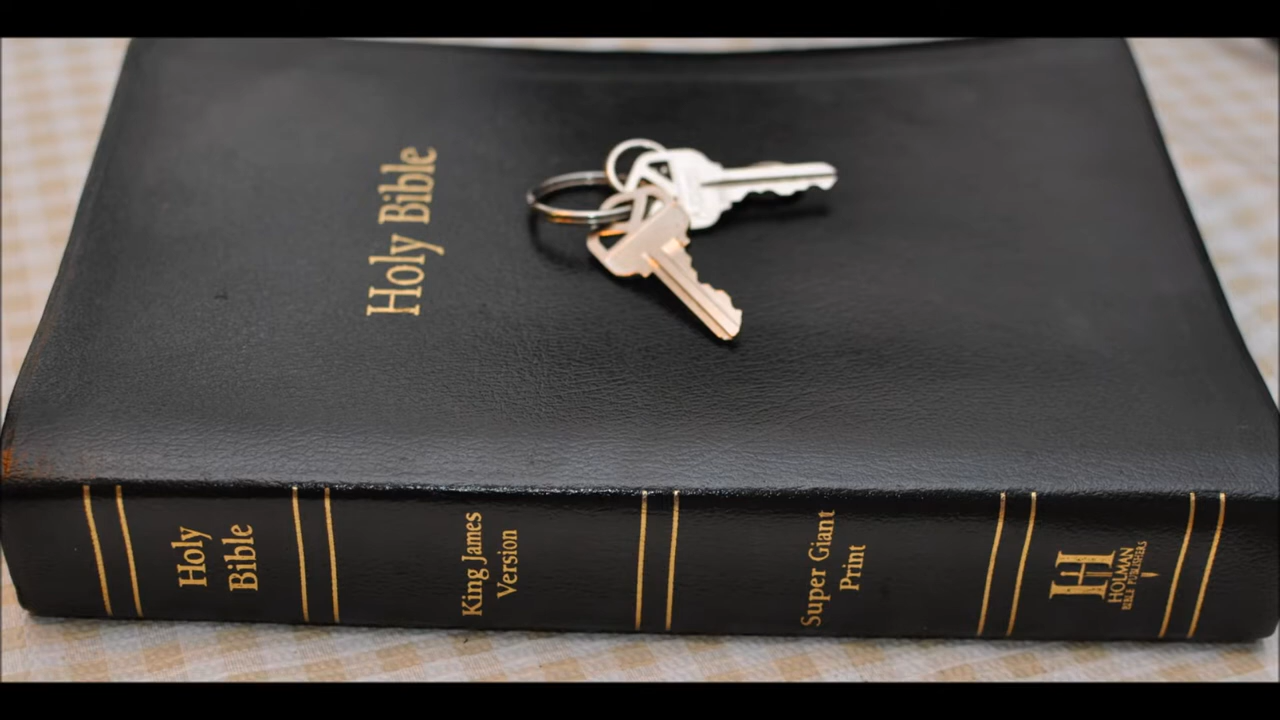 Holy Bible
Holy
Bible
King James
Version
Super Giant
Print
HOLMAN
BIBLE PUBLISHERS